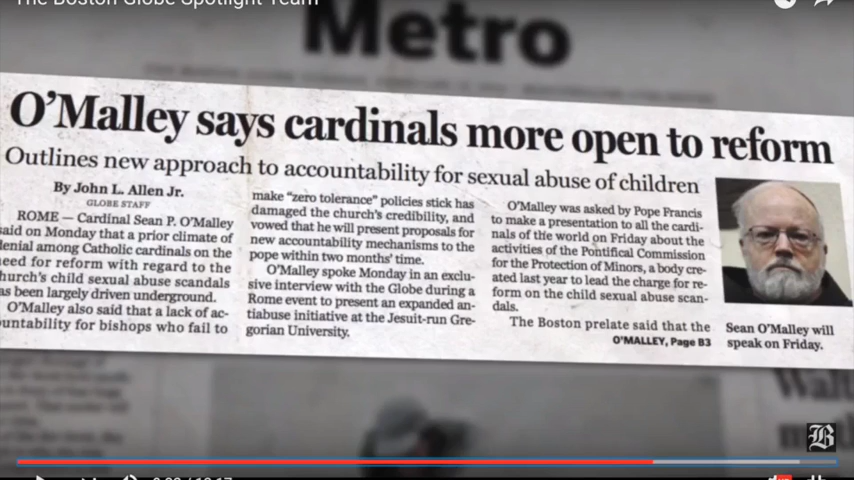 The Boston Globe Spotlight Team
Metro
O'Malley says cardinals more open to reform
Outlines new approach to accountability for sexual abuse of children
By John L. Allen Jr.
GLOBE STAFF
ROME — Cardinal Sean P. O'Malley
said on Monday that a prior climate of
denial among Catholic cardinals on the
need for reform with regard to the
church's child sexual abuse scandals
has been largely driven underground.
O'Malley also said that a lack of ac-
countability for bishops who fail to
make "zero tolerance" policies stick has
damaged the church's credibility, and
vowed that he will present proposals for
new accountability mechanisms to the
pope within two months' time.
O'Malley spoke Monday in an exclu-
sive interview with the Globe during a
Rome event to present an expanded an-
tiabuse initiative at the Jesuit-run Gre-
gorian University.
O'Malley was asked by Pope Francis
to make a presentation to all the cardi-
nals of the world on Friday about the
activities of the Pontifical Commission
for the Protection of Minors, a body cre-
ated last year to lead the charge for re-
form on the child sexual abuse scan-
dals.
The Boston prelate said that the
O'MALLEY, Page B3
Sean O'Malley will
speak on Friday.
B